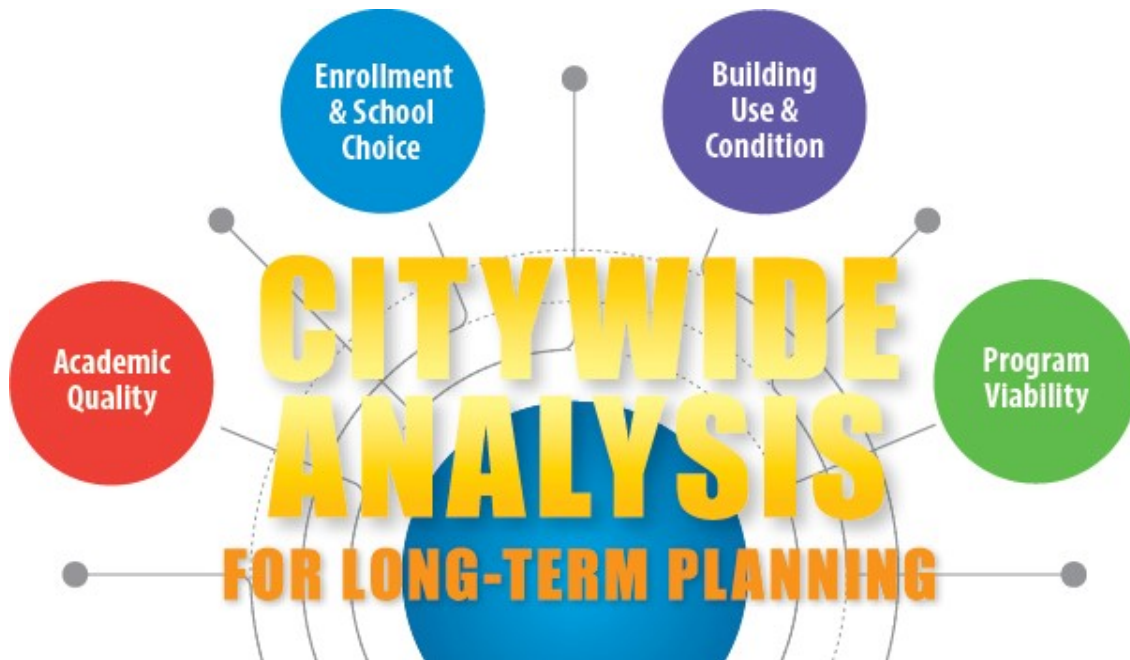 Enrollment
& School
Choice
Building
Use &
Condition
Academic
Quality
Program
Viability
CITYWIDE
ANALYSIS
FOR LONG-TERM PLANNING